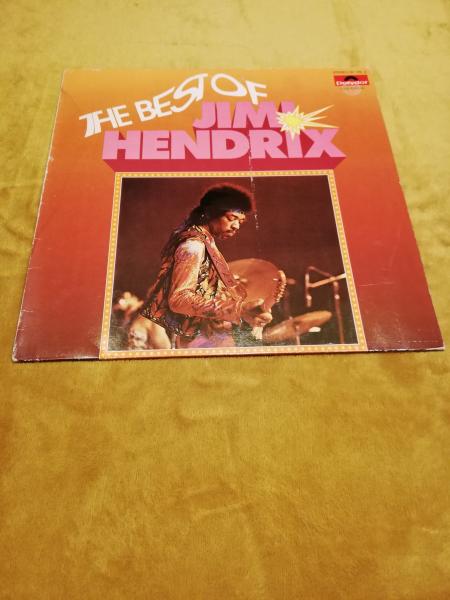 THE BEST OF
JIMI
HENDRIX
Polydor